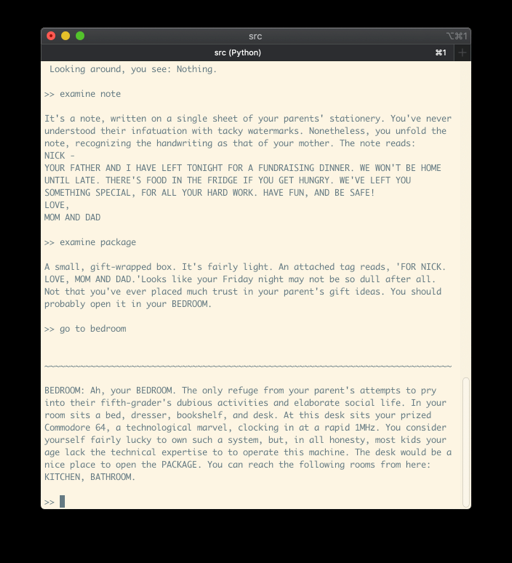 src
⌥⌘1
src (Python)
⌘1
Looking around, you see: Nothing.
>> examine note
It's a note, written on a single sheet of your parents' stationery. You've never
understood their infatuation with tacky watermarks. Nonetheless, you unfold the
note, recognizing the handwriting as that of your mother. The note reads:
NICK -
YOUR FATHER AND I HAVE LEFT TONIGHT FOR A FUNDRAISING DINNER. WE WON'T BE HOME
UNTIL LATE. THERE'S FOOD IN THE FRIDGE IF YOU GET HUNGRY. WE'VE LEFT YOU
SOMETHING SPECIAL, FOR ALL YOUR HARD WORK. HAVE FUN, AND BE SAFE!
LOVE,
MOM AND DAD
>> examine package
A small, gift-wrapped box. It's fairly light. An attached tag reads, 'FOR NICK.
LOVE, MOM AND DAD.'Looks like your Friday night may not be so dull after all.
Not that you've ever placed much trust in your parent's gift ideas. You should
probably open it in your BEDROOM.
>> go to bedroom
~~~~~~~~~~~~~~~~~~~~~~~~~~~~~~~~~~~~~~~~~~~~~~~~~~~~~~~~~~~~~~~~~~~~~~~~~~~~~~~~
BEDROOM: Ah, your BEDROOM. The only refuge from your parent's attempts to pry
into their fifth-grader's dubious activities and elaborate social life. In your
room sits a bed, dresser, bookshelf, and desk. At this desk sits your prized
Commodore 64, a technological marvel, clocking in at a rapid 1MHz. You consider
yourself fairly lucky to own such a system, but, in all honesty, most kids your
age lack the technical expertise to to operate this machine. The desk would be a
nice place to open the PACKAGE. You can reach the following rooms from here:
KITCHEN, BATHROOM.
>>